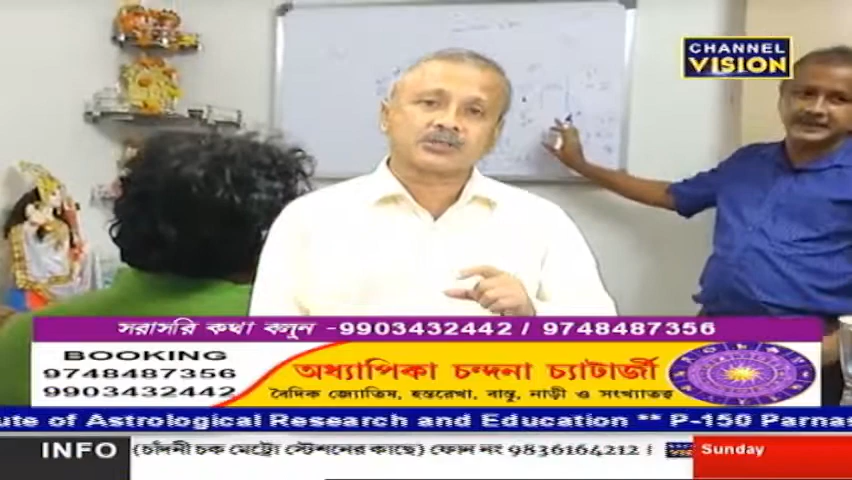 CHANNEL
VISION
সরাসরি কথা বলুন -9903432442 / 9748487356
BOOKING
9748487356
9903432442
অধ্যাপিকা চন্দনা চ্যাটার্জী
বৈদিক জ্যোতিষ, হস্তরেখা, বাস্তু, নাড়ী ও সংখ্যাতত্ত্ব
ute of Astrological Research and Education ** P-150 Parnas
INFO
(চাঁদনী চক মেট্রো স্টেশনের কাছে) ফোন নং 9836164212 ।
Sunday